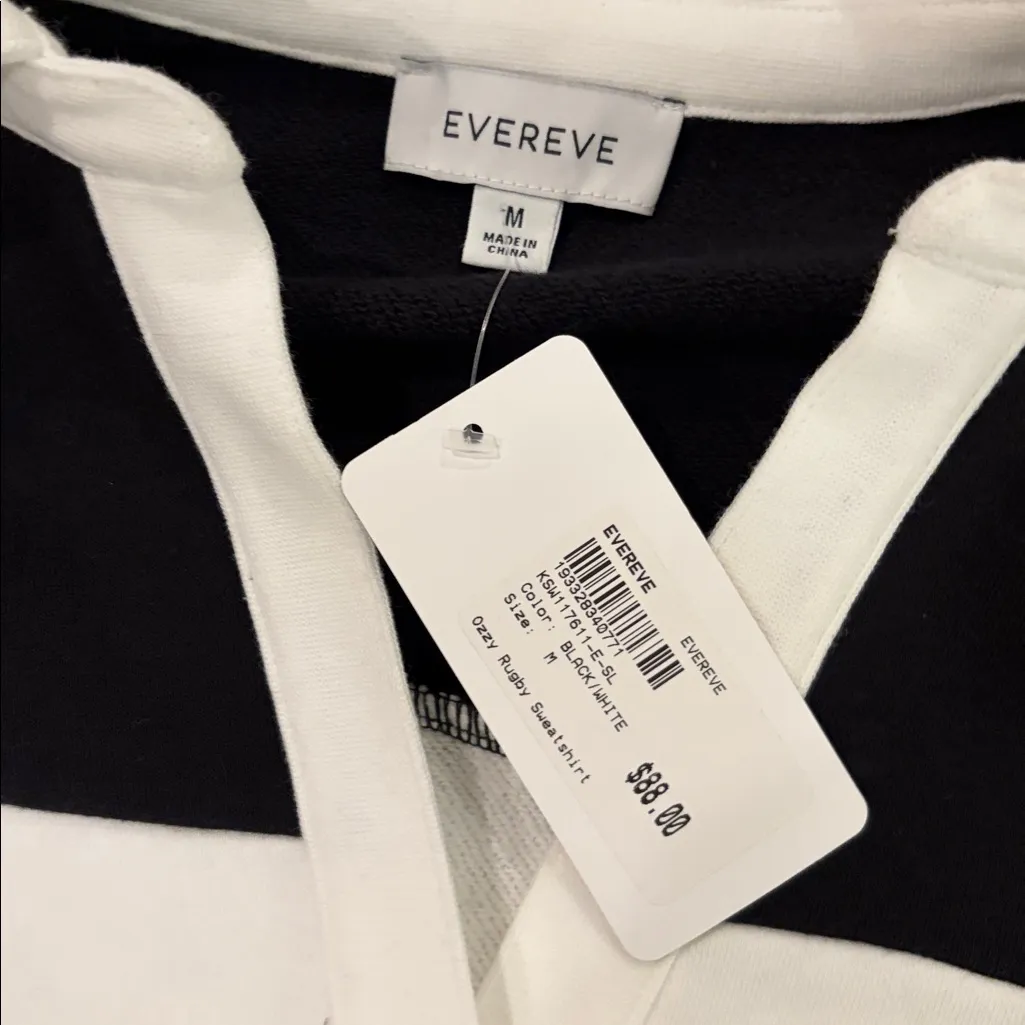 EVEREVE
M
MADE IN
CHINA
EVEREVE
193328340771
KSW117611-E-SL
Color: BLACK/WHITE
Size: M
Ozzy Rugby Sweatshirt
EVEREVE
$88.00